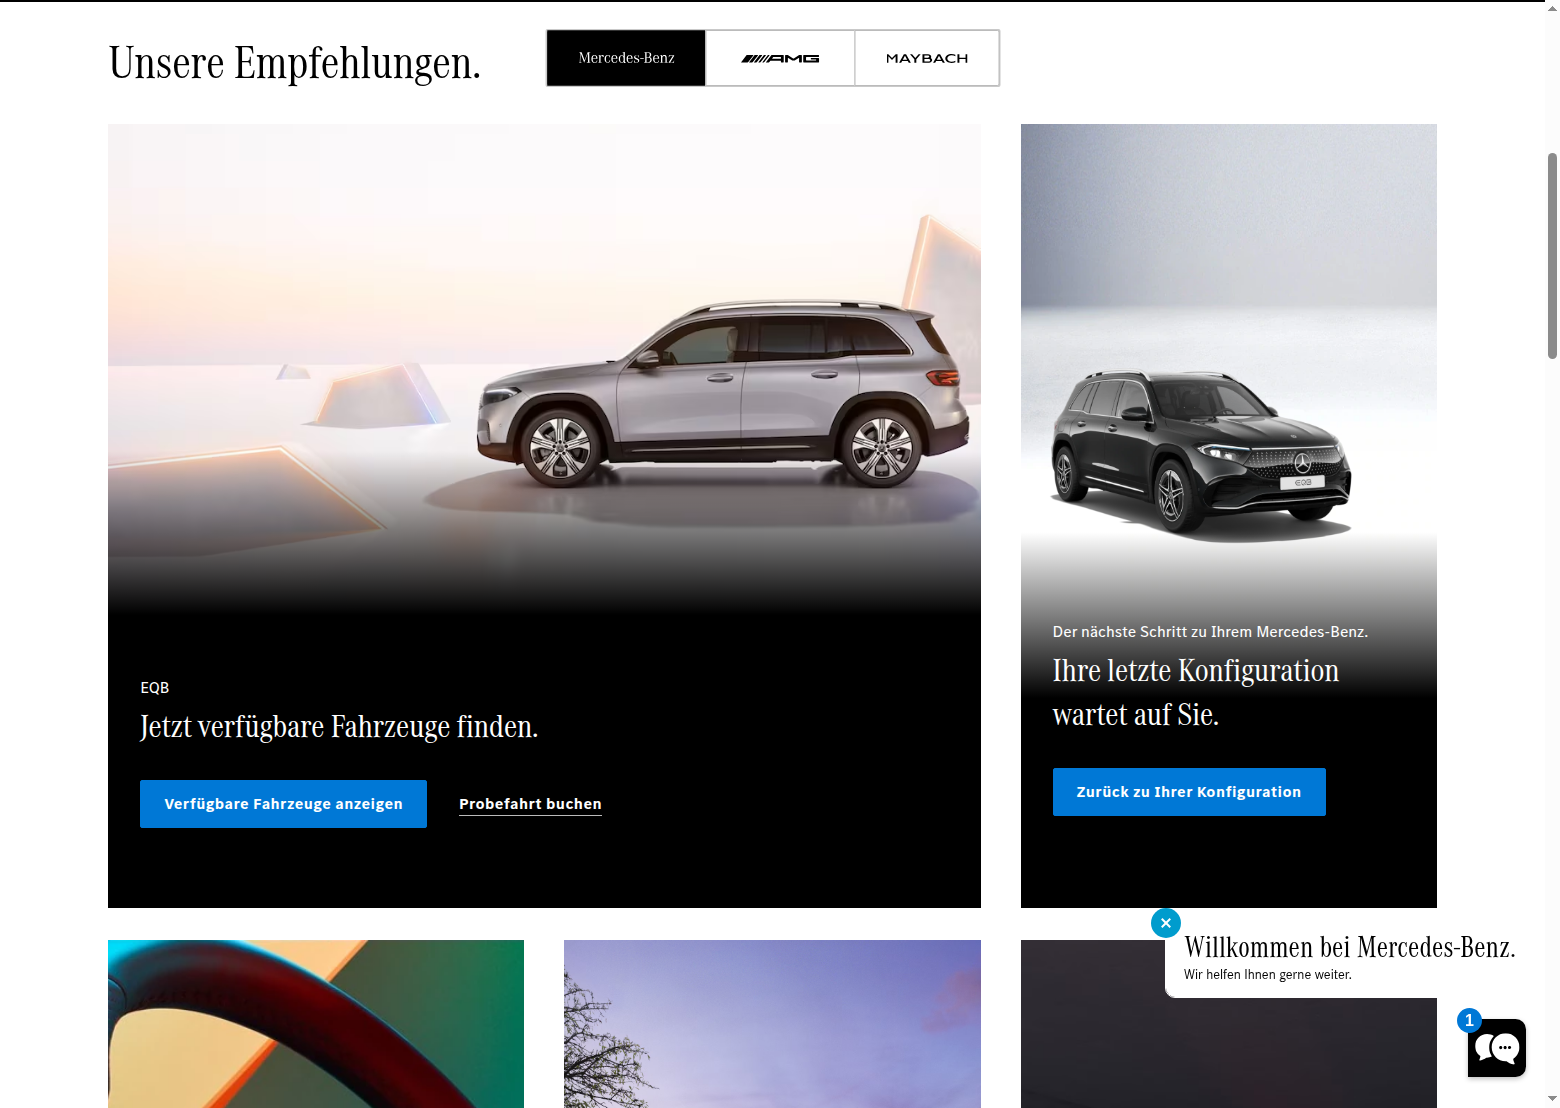 Unsere Empfehlungen.
Mercedes-Benz
AMG
MAYBACH
EQB
Jetzt verfügbare Fahrzeuge finden.
Verfügbare Fahrzeuge anzeigen
Probefahrt buchen
EQB
Der nächste Schritt zu Ihrem Mercedes-Benz.
Ihre letzte Konfiguration
wartet auf Sie.
Zurück zu Ihrer Konfiguration
Willkommen bei Mercedes-Benz.
Wir helfen Ihnen gerne weiter.
1